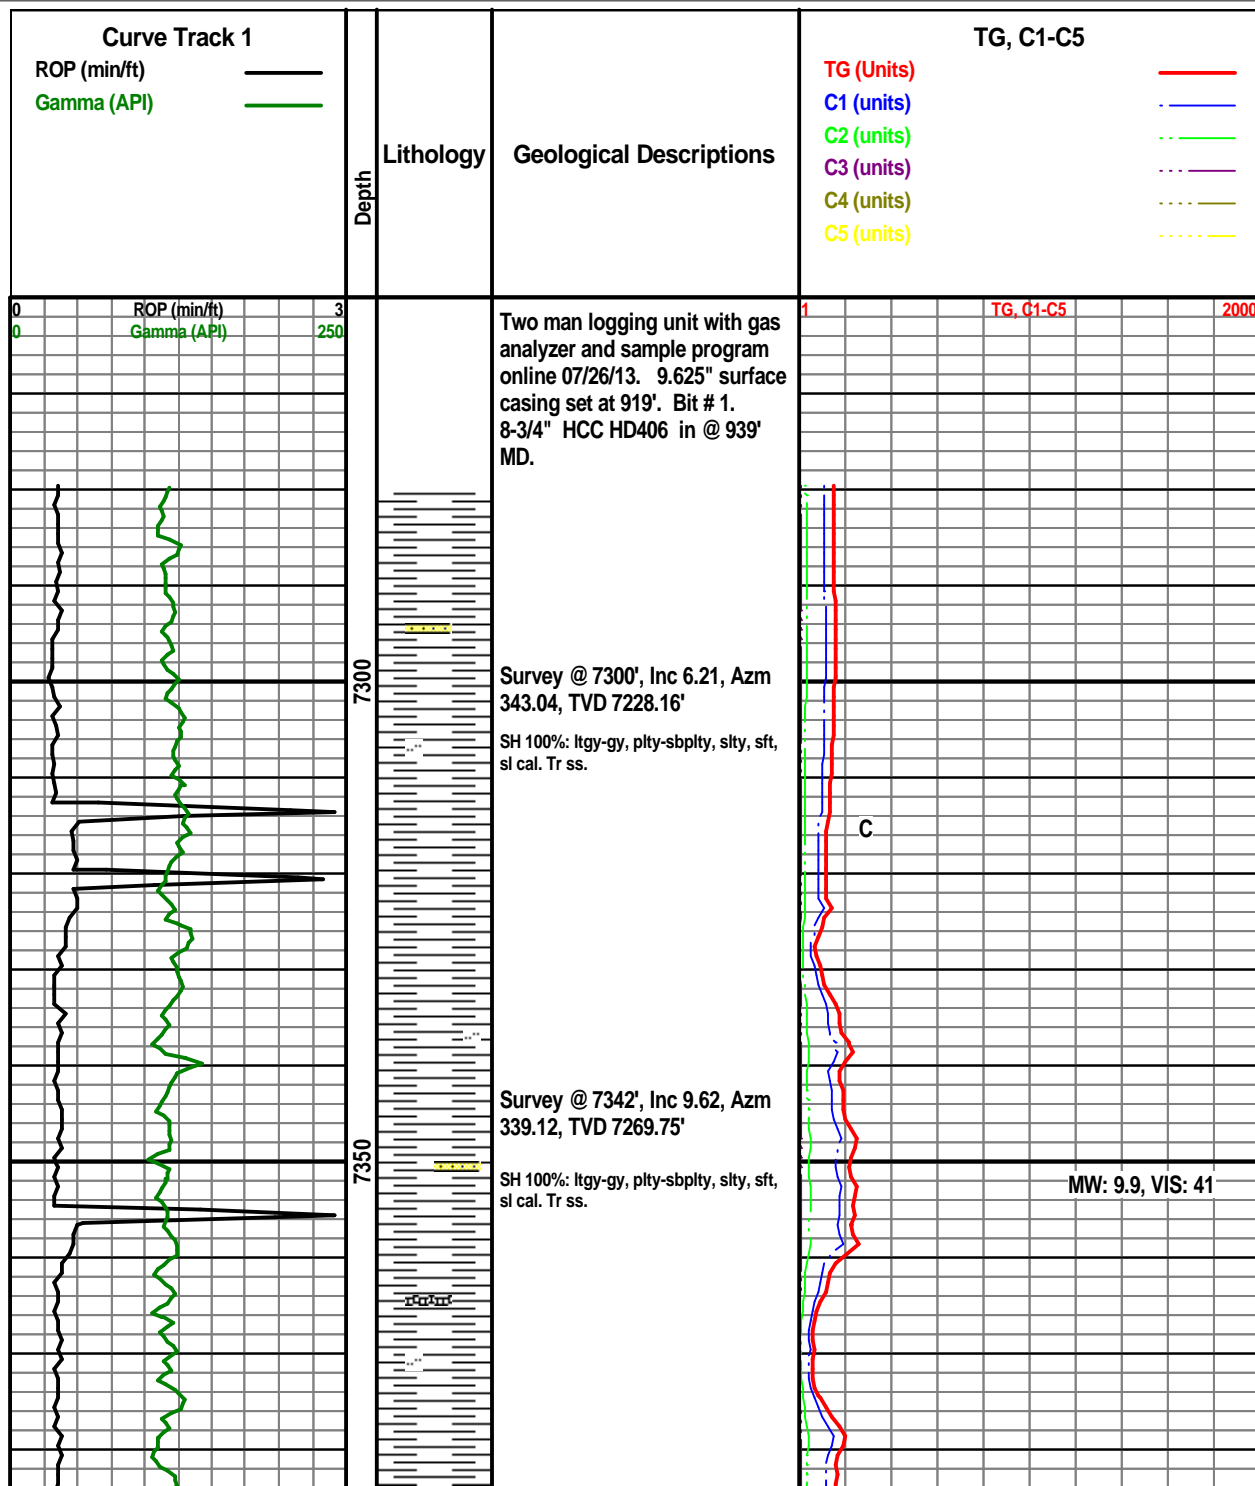 Curve Track 1
ROP (min/ft)
Gamma (API)
Depth
Lithology
Geological Descriptions
TG, C1-C5
TG (Units)
C1 (units)
C2 (units)
C3 (units)
C4 (units)
C5 (units)
0 ROP (min/ft) 3
0 Gamma (API) 250
1 TG, C1-C5 2000
Two man logging unit with gas
analyzer and sample program
online 07/26/13. 9.625" surface
casing set at 919'. Bit # 1.
8-3/4" HCC HD406 in @ 939'
MD.
7300
Survey @ 7300', Inc 6.21, Azm
343.04, TVD 7228.16'
SH 100%: ltgy-gy, plty-sbplty, slty, sft,
sl cal. Tr ss.
C
Survey @ 7342', Inc 9.62, Azm
339.12, TVD 7269.75'
7350
SH 100%: ltgy-gy, plty-sbplty, slty, sft,
sl cal. Tr ss.
MW: 9.9, VIS: 41